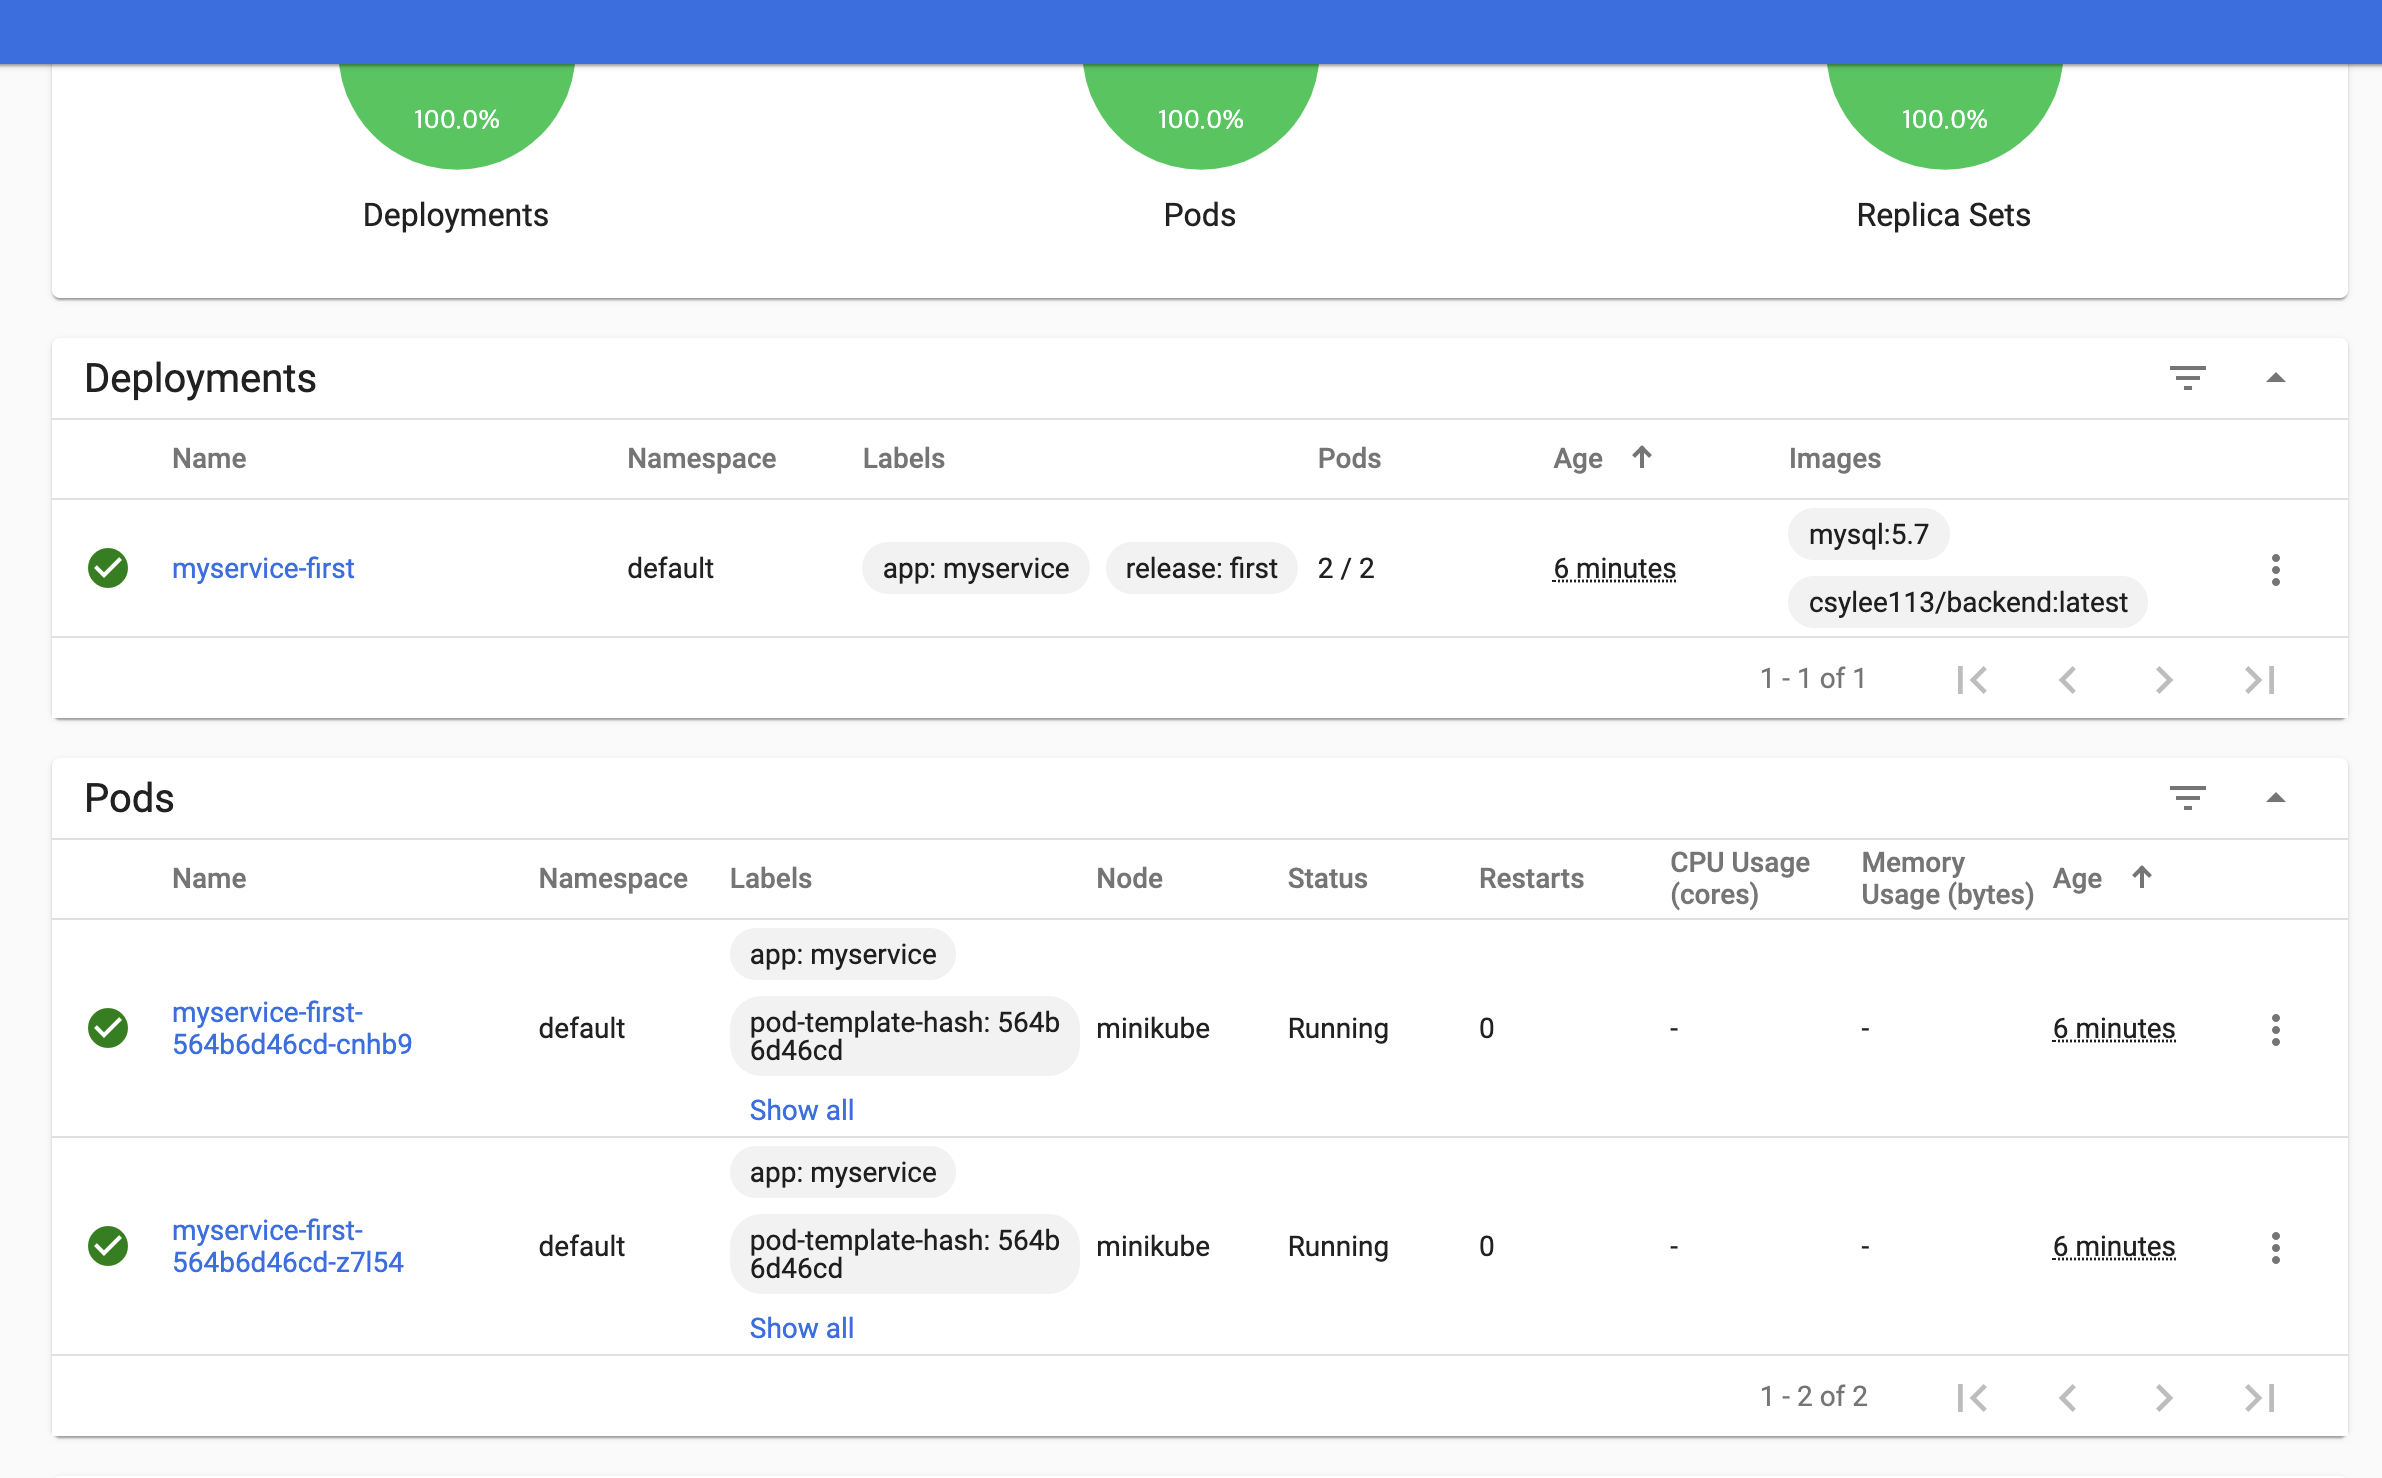 100.0% 100.0% 100.0%
Deployments Pods Replica Sets
Deployments
Name Namespace Labels Pods Age Images
myservice-first default app: myservice release: first 2 / 2 6 minutes mysql:5.7
csylee113/backend:latest
1 - 1 of 1
Pods
Name Namespace Labels Node Status Restarts CPU Usage (cores) Memory Usage (bytes) Age
app: myservice
myservice-first-564b6d46cd-cnhb9 default pod-template-hash: 564b6d46cd minikube Running 0 - - 6 minutes
Show all
app: myservice
myservice-first-564b6d46cd-z7l54 default pod-template-hash: 564b6d46cd minikube Running 0 - - 6 minutes
Show all
1 - 2 of 2